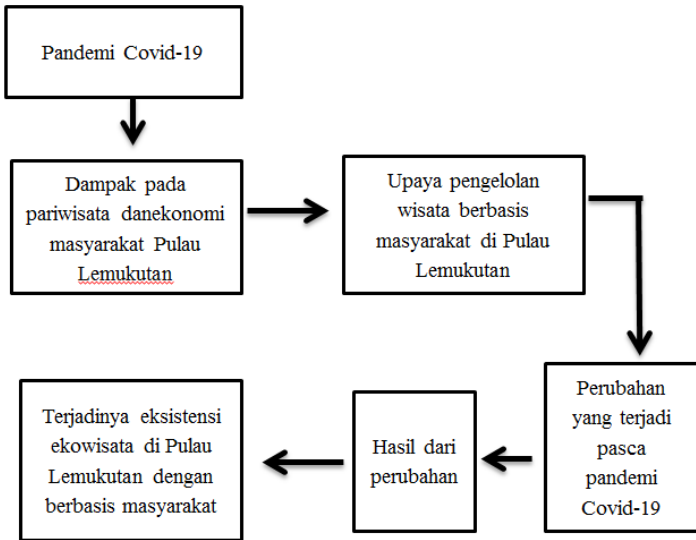 Pandemi Covid-19
Dampak pada
pariwisata danekonomi
masyarakat Pulau
Lemukutan
Upaya pengelolan
wisata berbasis
masyarakat di Pulau
Lemukutan
Perubahan
yang terjadi
pasca
pandemi
Covid-19
Hasil dari
perubahan
Terjadinya eksistensi
ekowisata di Pulau
Lemukutan dengan
berbasis masyarakat